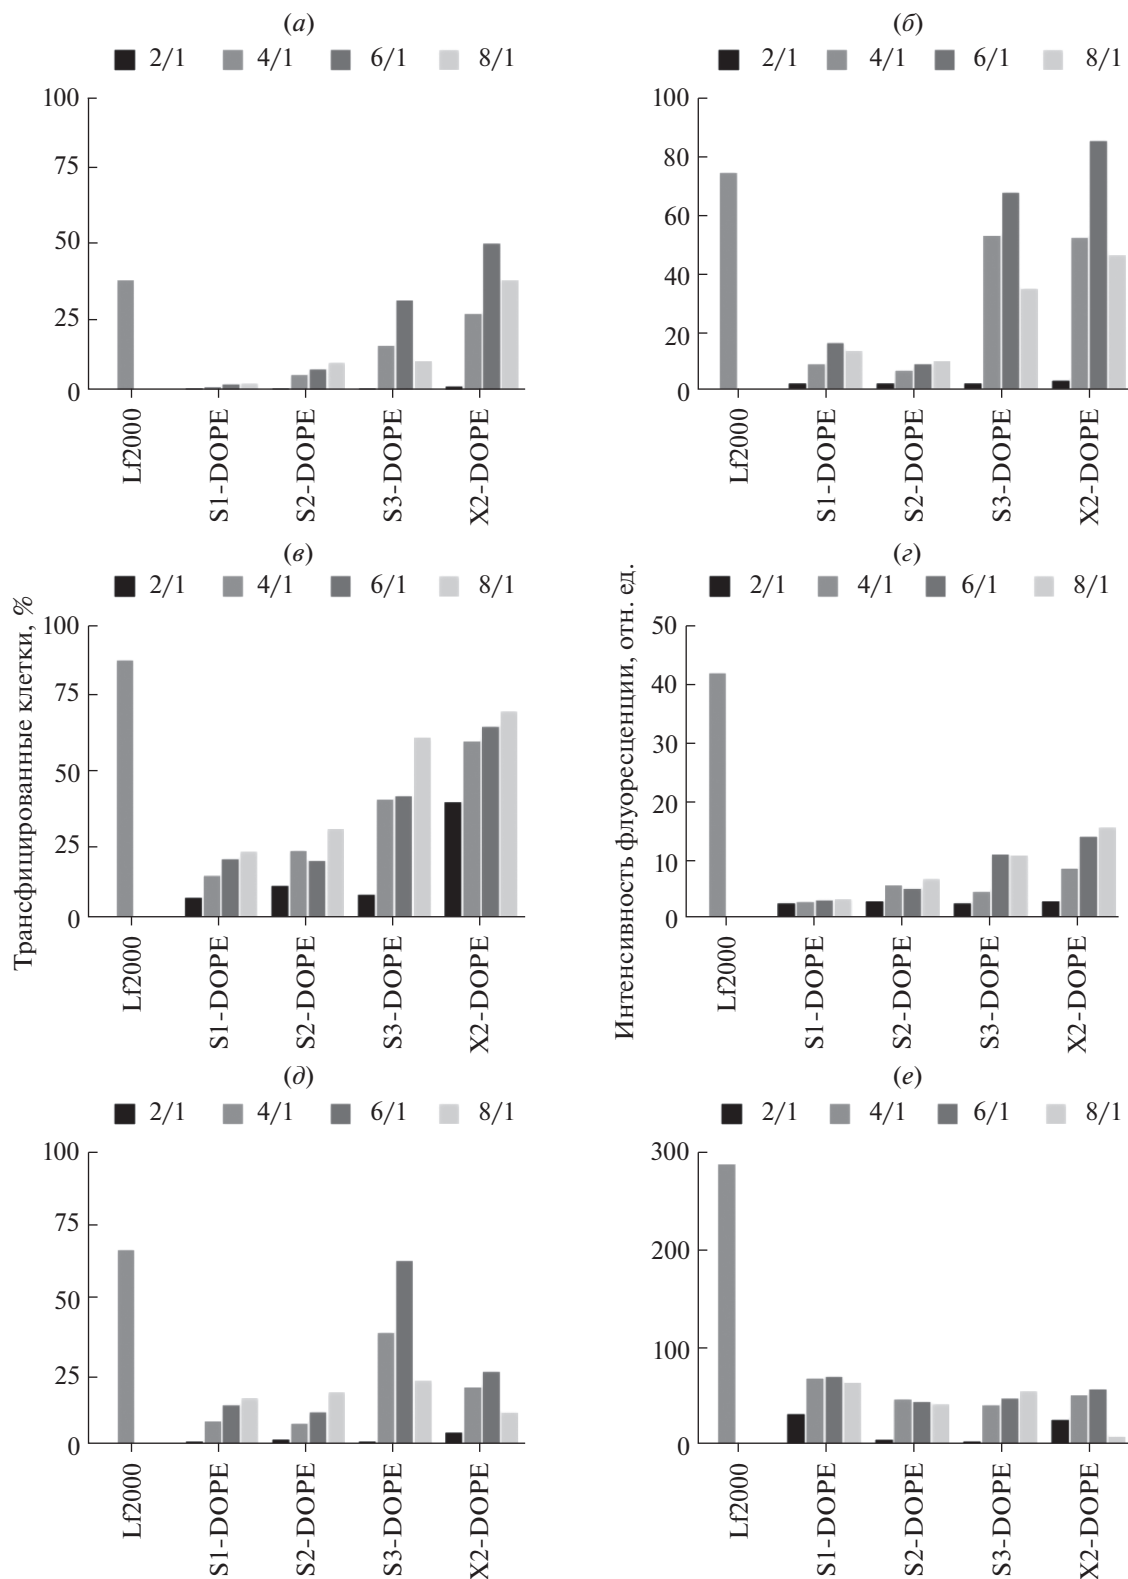 (а)
2/1 4/1 6/1 8/1
100
75
50
25
0
Lf2000
S1-DOPE
S2-DOPE
S3-DOPE
X2-DOPE
(б)
2/1 4/1 6/1 8/1
100
80
60
40
20
0
Lf2000
S1-DOPE
S2-DOPE
S3-DOPE
X2-DOPE
Трансфицированные клетки, %
(в)
2/1 4/1 6/1 8/1
100
75
50
25
0
Lf2000
S1-DOPE
S2-DOPE
S3-DOPE
X2-DOPE
Интенсивность флуоресценции, отн. ед.
(г)
2/1 4/1 6/1 8/1
50
40
30
20
10
0
Lf2000
S1-DOPE
S2-DOPE
S3-DOPE
X2-DOPE
(д)
2/1 4/1 6/1 8/1
100
75
50
25
0
Lf2000
S1-DOPE
S2-DOPE
S3-DOPE
X2-DOPE
(е)
2/1 4/1 6/1 8/1
300
200
100
0
Lf2000
S1-DOPE
S2-DOPE
S3-DOPE
X2-DOPE